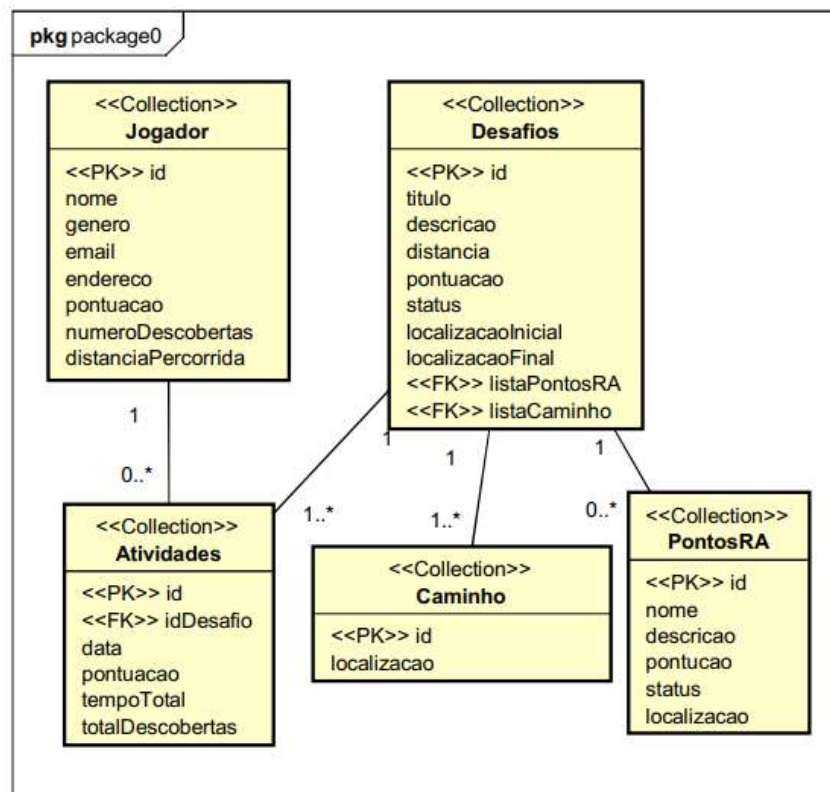 pkg package0
<<Collection>>
Jogador
<<PK>> id
nome
genero
email
endereco
pontuacao
numeroDescobertas
distanciaPercorrida
<<Collection>>
Desafios
<<PK>> id
titulo
descricao
distancia
pontuacao
status
localizacaoInicial
localizacaoFinal
<<FK>> listaPontosRA
<<FK>> listaCaminho
1
0..*
1
1..*
1
1..*
1
0..*
<<Collection>>
Atividades
<<PK>> id
<<FK>> idDesafio
data
pontuacao
tempoTotal
totalDescobertas
<<Collection>>
Caminho
<<PK>> id
localizacao
<<Collection>>
PontosRA
<<PK>> id
nome
descricao
pontucao
status
localizacao